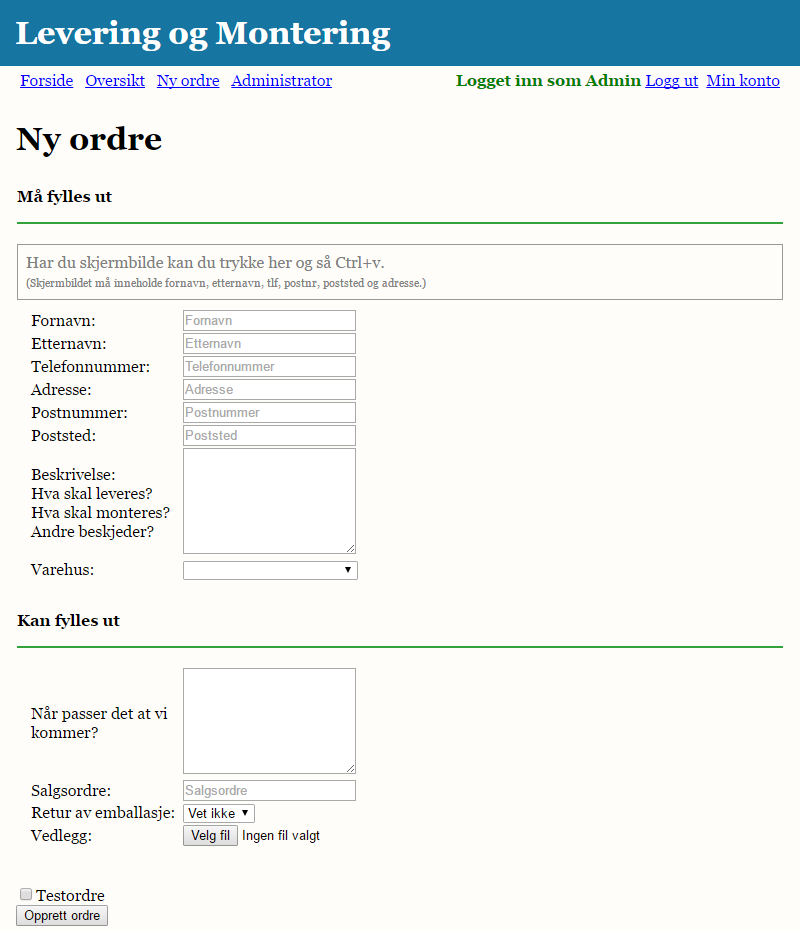 Levering og Montering
Forside Oversikt Ny ordre Administrator Logget inn som Admin Logg ut Min konto
Ny ordre
Må fylles ut
Har du skjermbilde kan du trykke her og så Ctrl+v.
(Skjermbildet må inneholde fornavn, etternavn, tlf, postnr, poststed og adresse.)
Fornavn: Fornavn
Etternavn: Etternavn
Telefonnummer: Telefonnummer
Adresse: Adresse
Postnummer: Postnummer
Poststed: Poststed
Beskrivelse:
Hva skal leveres?
Hva skal monteres?
Andre beskjeder?
Varehus:
Kan fylles ut
Når passer det at vi
kommer?
Salgsordre: Salgsordre
Retur av emballasje: Vet ikke
Vedlegg: Velg fil Ingen fil valgt
Testordre
Opprett ordre